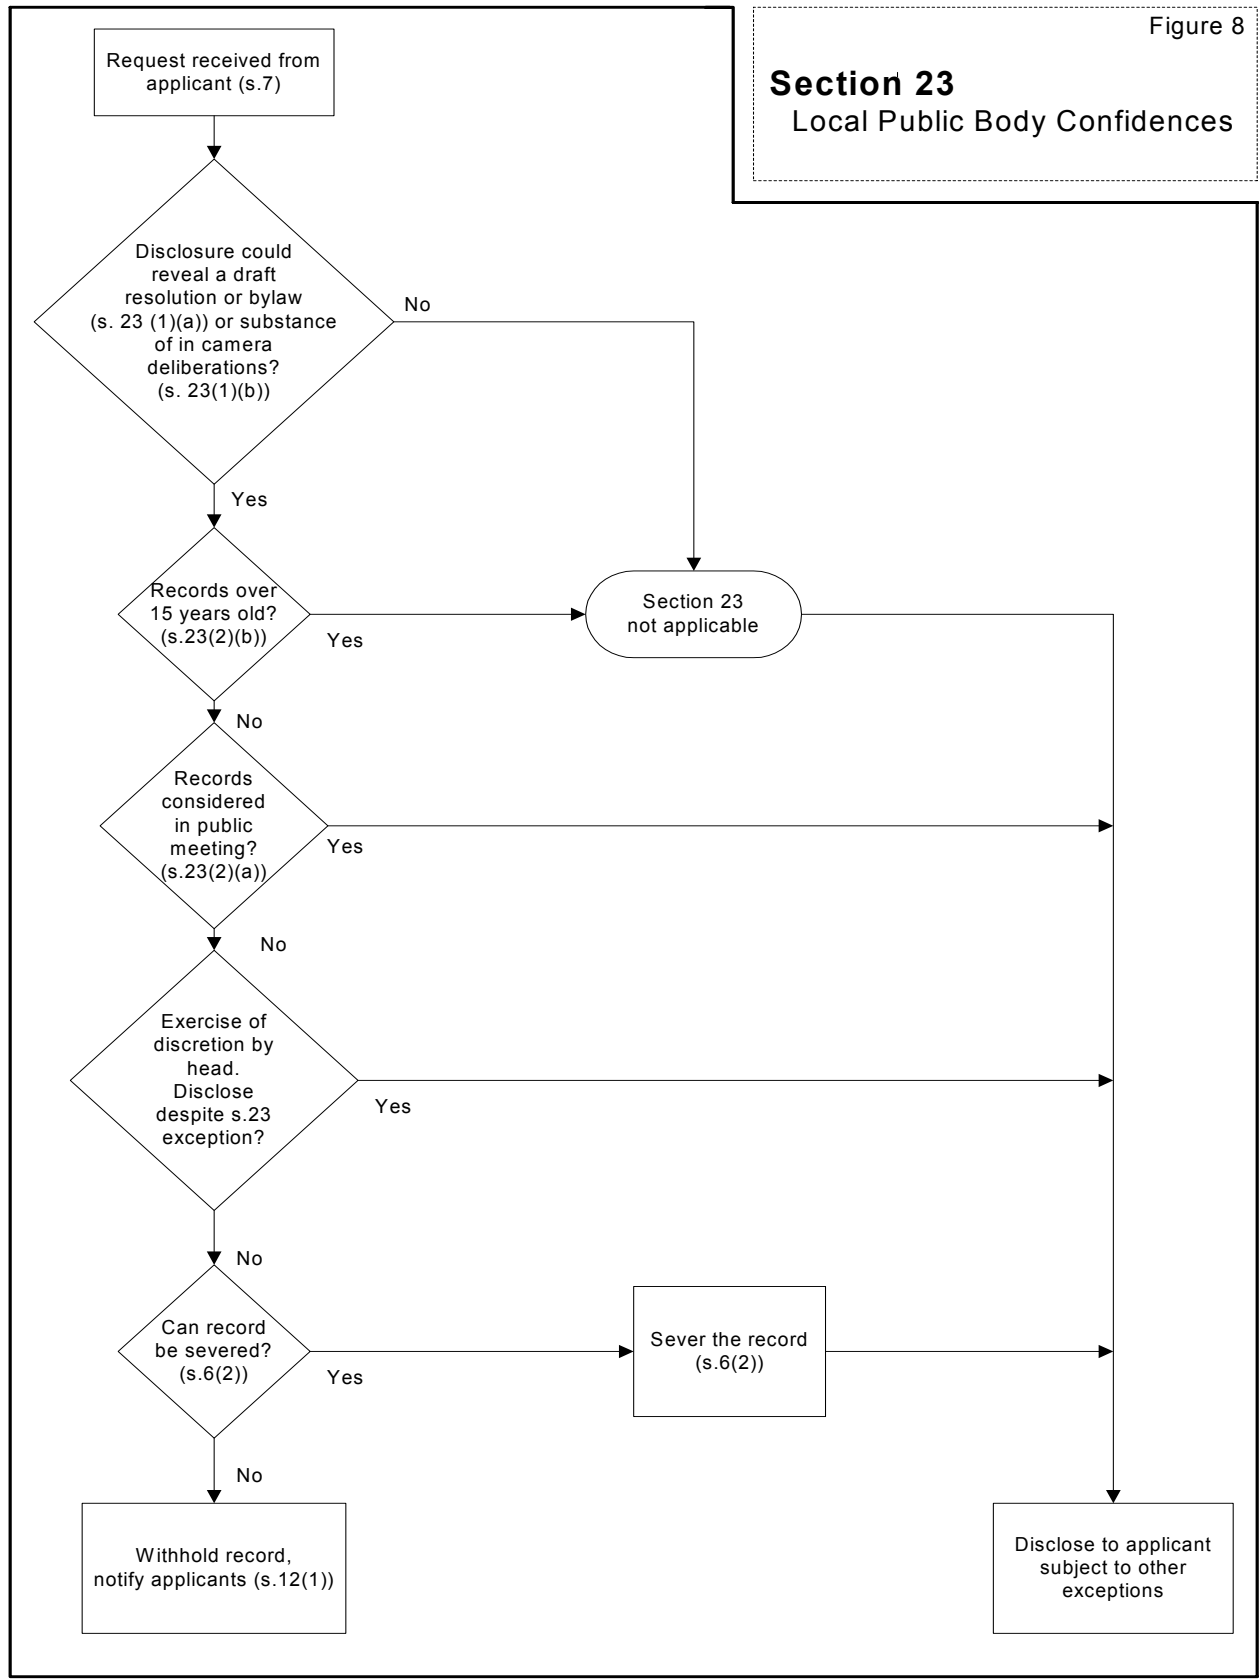 Figure 8
Section 23
Local Public Body Confidences
Request received from
applicant (s.7)
Disclosure could
reveal a draft
resolution or bylaw
(s. 23 (1)(a)) or substance
of in camera
deliberations?
(s. 23(1)(b))
No
Yes
Records over
15 years old?
(s.23(2)(b))
Yes
Section 23
not applicable
No
Records
considered
in public
meeting?
(s.23(2)(a))
Yes
No
Exercise of
discretion by
head.
Disclose
despite s.23
exception?
Yes
No
Can record
be severed?
(s.6(2))
Yes
Sever the record
(s.6(2))
No
Withhold record,
notify applicants (s.12(1))
Disclose to applicant
subject to other
exceptions